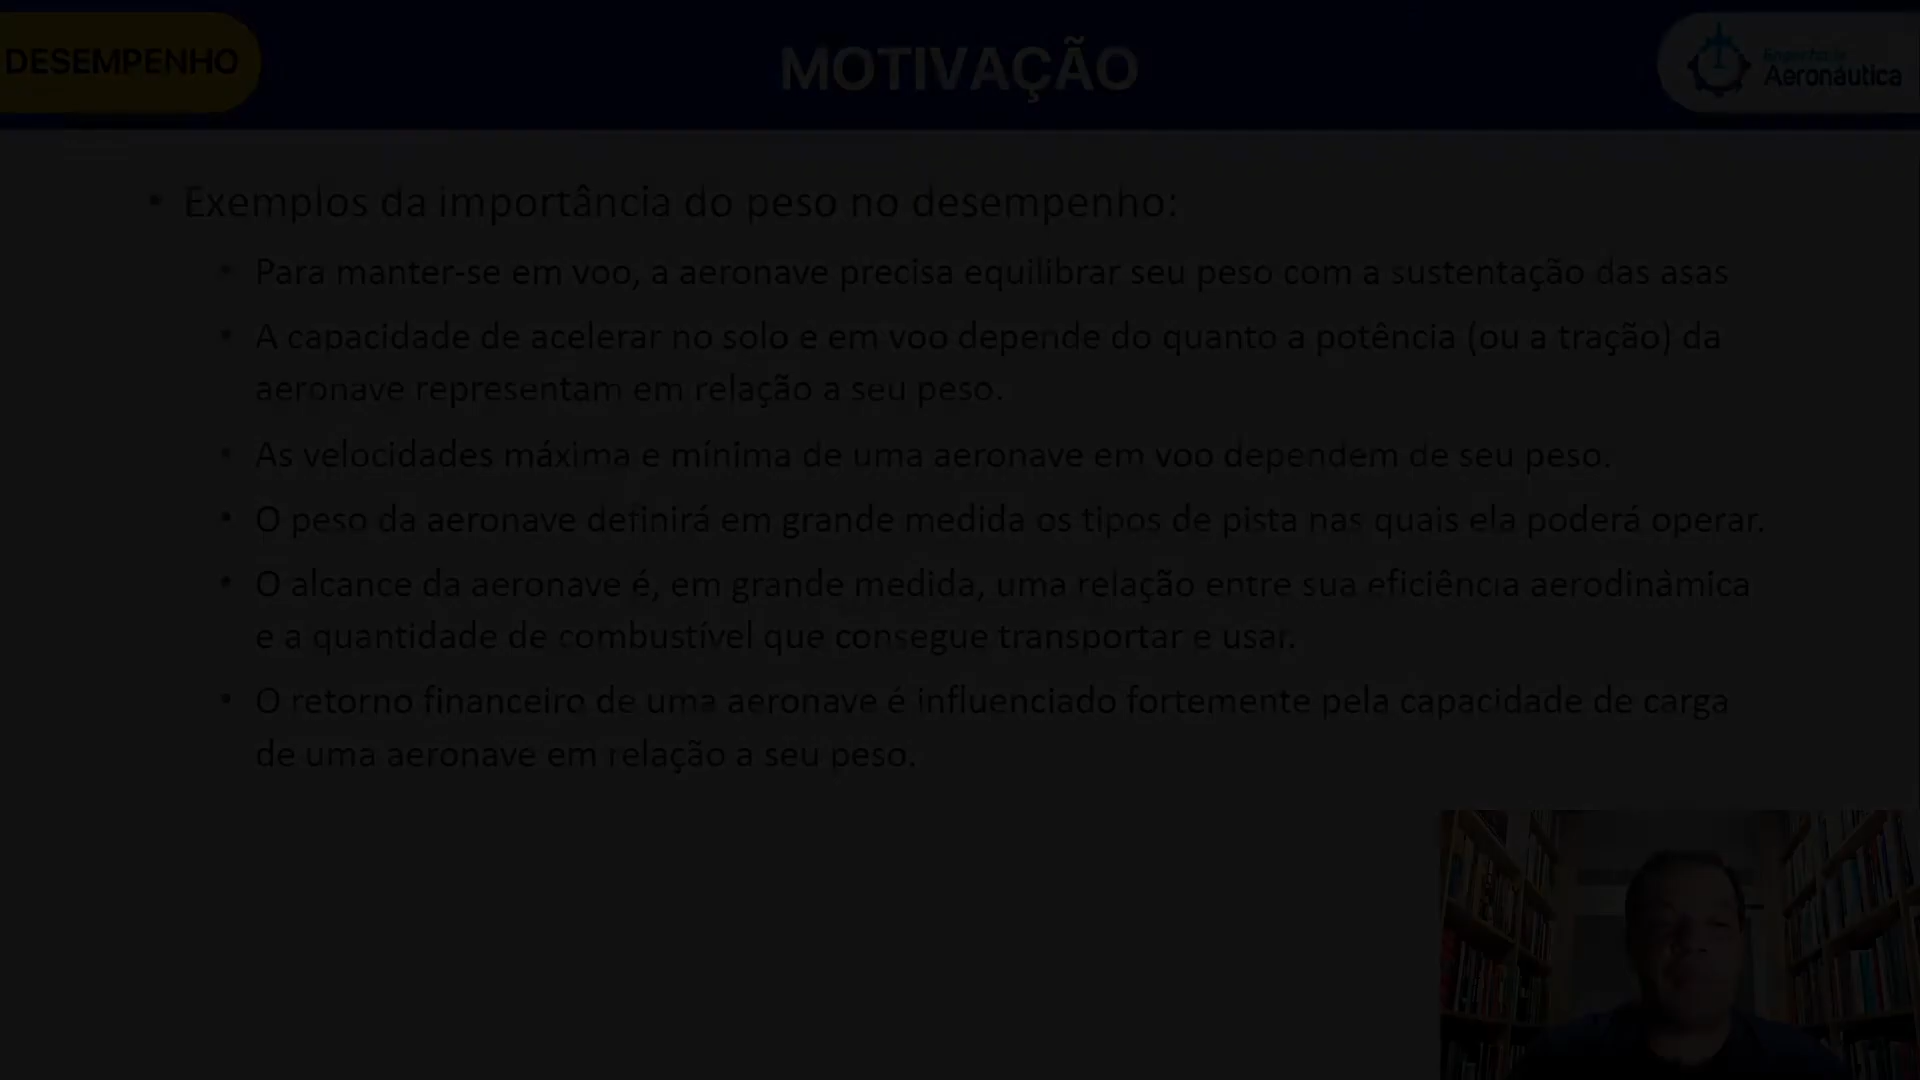 DESEMPENHO
MOTIVAÇÃO
Engenharia
Aeronáutica
• Exemplos da importância do peso no desempenho:
• Para manter-se em voo, a aeronave precisa equilibrar seu peso com a sustentação das asas
• A capacidade de acelerar no solo e em voo depende do quanto a potência (ou a tração) da
aeronave representam em relação a seu peso.
• As velocidades máxima e mínima de uma aeronave em voo dependem de seu peso.
• O peso da aeronave definirá em grande medida os tipos de pista nas quais ela poderá operar.
• O alcance da aeronave é, em grande medida, uma relação entre sua eficiência aerodinâmica
e a quantidade de combustível que consegue transportar e usar.
• O retorno financeiro de uma aeronave é influenciado fortemente pela capacidade de carga
de uma aeronave em relação a seu peso.